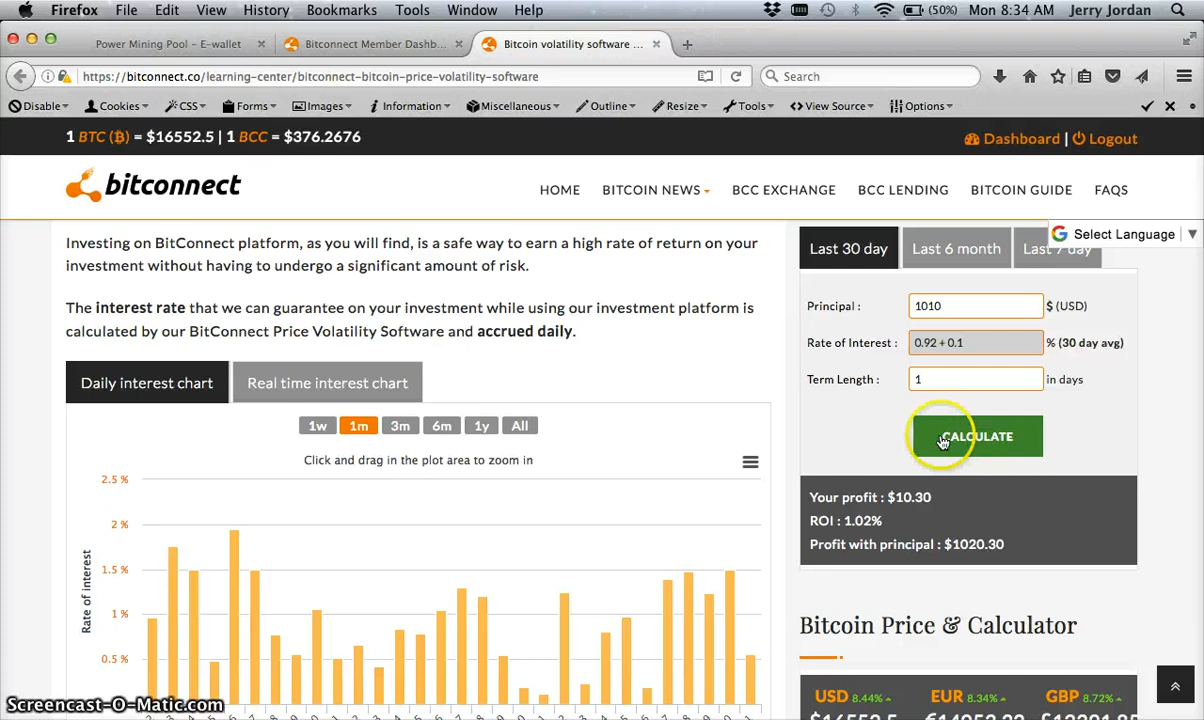 Firefox File Edit View History Bookmarks Tools Window Help (50%) Mon 8:34 AM Jerry Jordan
Power Mining Pool – E-wallet × Bitconnect Member Dashb... × Bitcoin volatility software ... × +
https://bitconnect.co/learning-center/bitconnect-bitcoin-price-volatility-software Search
Disable Cookies CSS Forms Images Information Miscellaneous Outline Resize Tools View Source Options
1 BTC (₿) = $16552.5 | 1 BCC = $376.2676 Dashboard | Logout
bitconnect HOME BITCOIN NEWS BCC EXCHANGE BCC LENDING BITCOIN GUIDE FAQS
Select Language
Investing on BitConnect platform, as you will find, is a safe way to earn a high rate of return on your
investment without having to undergo a significant amount of risk.
The interest rate that we can guarantee on your investment while using our investment platform is
calculated by our BitConnect Price Volatility Software and accrued daily.
Daily interest chart Real time interest chart
1w 1m 3m 6m 1y All
Click and drag in the plot area to zoom in
2.5 %
2 %
1.5 %
1 %
0.5 %
Rate of interest
Last 30 day Last 6 month Last 7 day
Principal : 1010 $ (USD)
Rate of Interest : 0.92 + 0.1 % (30 day avg)
Term Length : 1 in days
CALCULATE
Your profit : $10.30
ROI : 1.02%
Profit with principal : $1020.30
Bitcoin Price & Calculator
USD 8.44% EUR 8.34% GBP 8.72%
$16552.5
Screencast-O-Matic.com